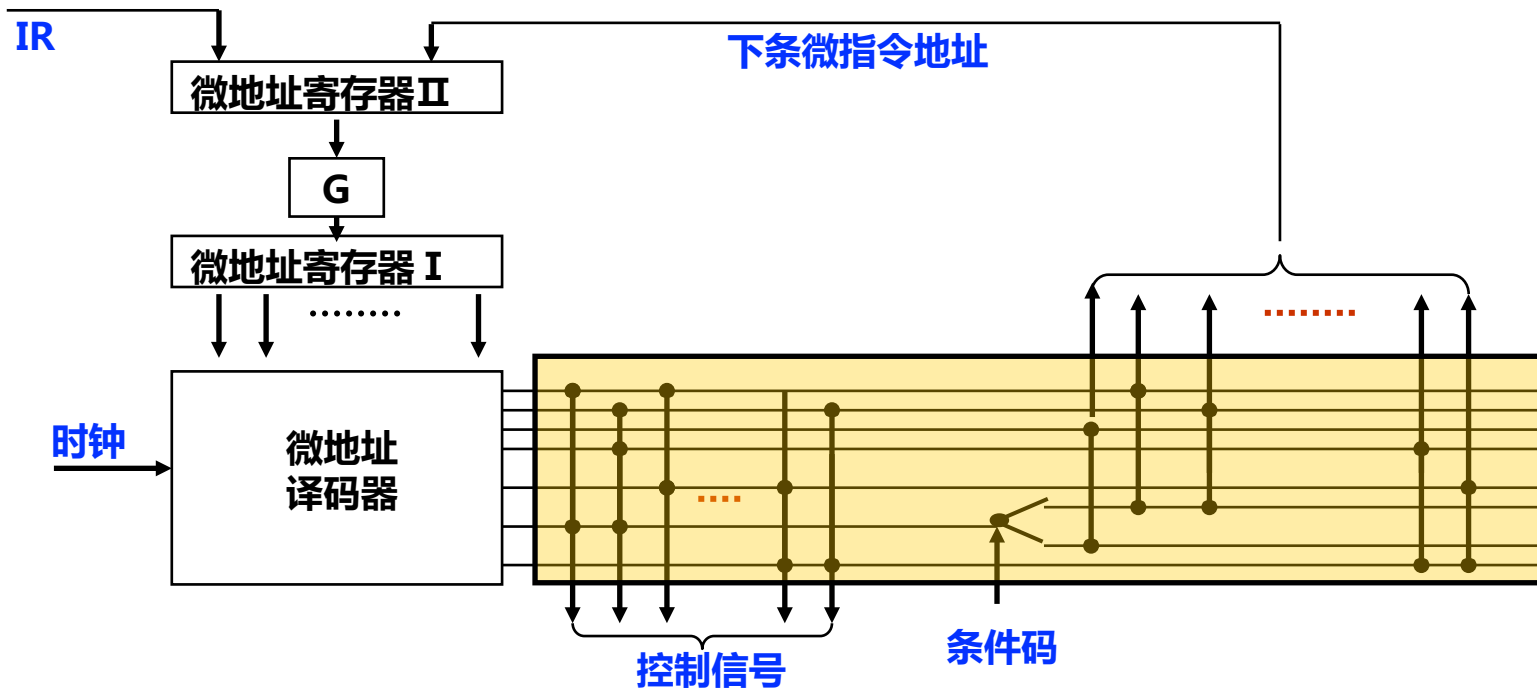 IR
下条微指令地址
微地址寄存器Ⅱ
G
微地址寄存器Ⅰ
时钟
微地址
译码器
条件码
控制信号